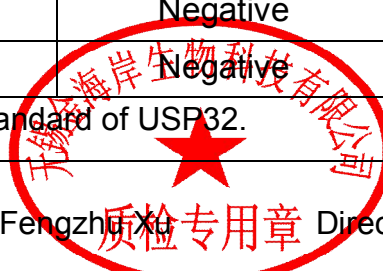 Negative
Negative
无锡金海岸生物科技有限公司
andard of USP32.
Fengzhu Xu Direc
质检专用章